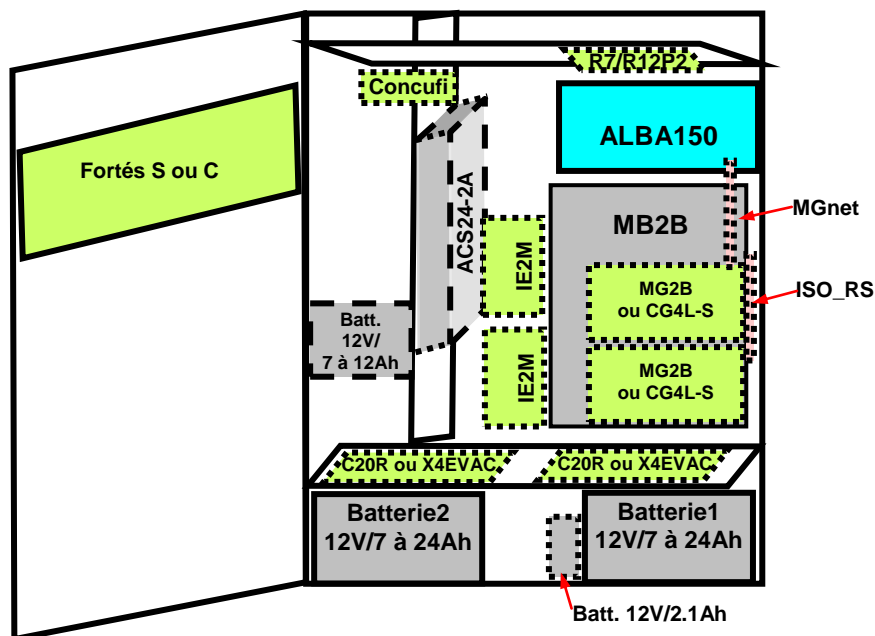 R7/R12P2
Concufi
ALBA150
Fortés S ou C
ACS24-2A
MGnet
MB2B
IE2M
MG2B
ou CG4L-S
ISO_RS
Batt.
12V/
7 à 12Ah
IE2M
MG2B
ou CG4L-S
C20R ou X4EVAC
C20R ou X4EVAC
Batterie2
12V/7 à 24Ah
Batterie1
12V/7 à 24Ah
Batt. 12V/2.1Ah